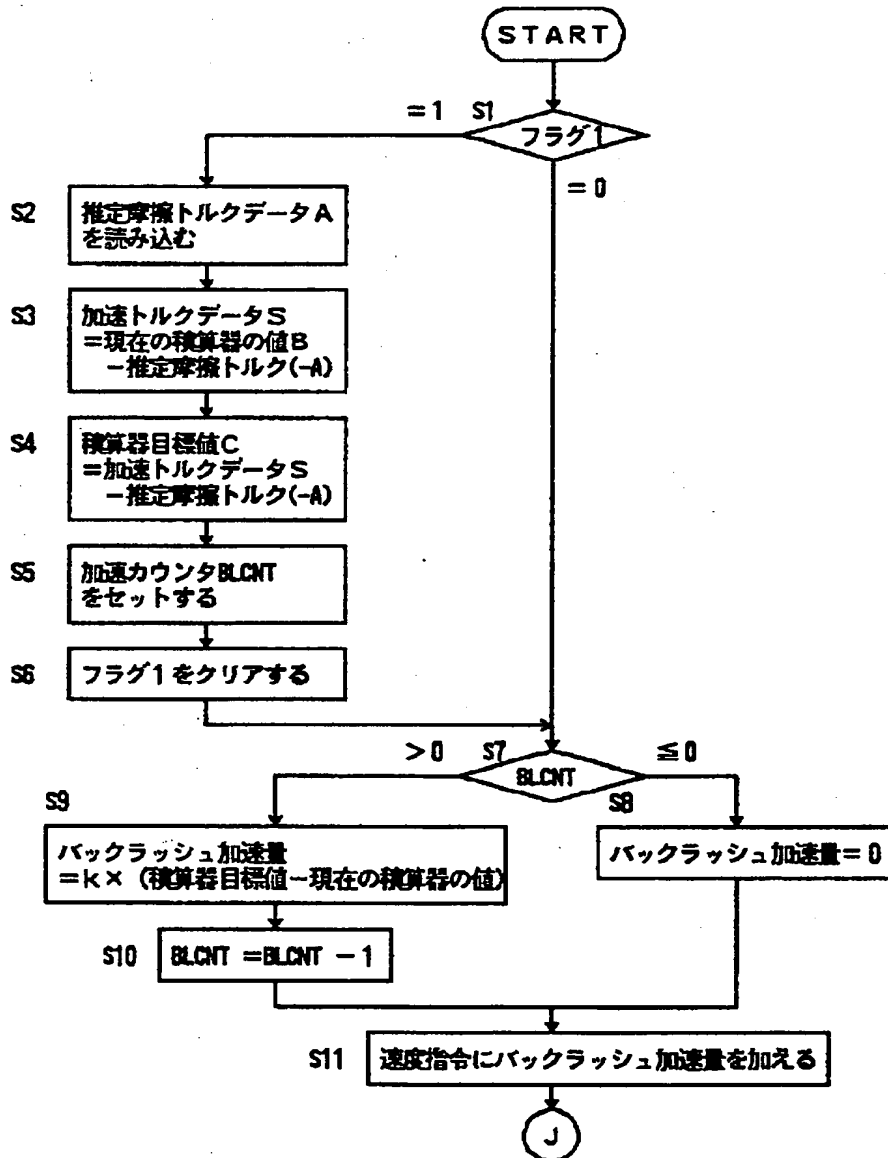 START
=1 S1
フラグ1
=0
S2
推定摩擦トルクデータA
を読み込む
S3
加速トルクデータS
=現在の積算器の値B
-推定摩擦トルク(-A)
S4
積算器目標値C
=加速トルクデータS
-推定摩擦トルク(-A)
S5
加速カウンタBLCNT
をセットする
S6
フラグ1をクリアする
>0 S7 ≦0
BLCNT
S9
バックラッシュ加速量
=k×(積算器目標値-現在の積算器の値)
S8
バックラッシュ加速量=0
S10
BLCNT=BLCNT-1
S11
速度指令にバックラッシュ加速量を加える
J